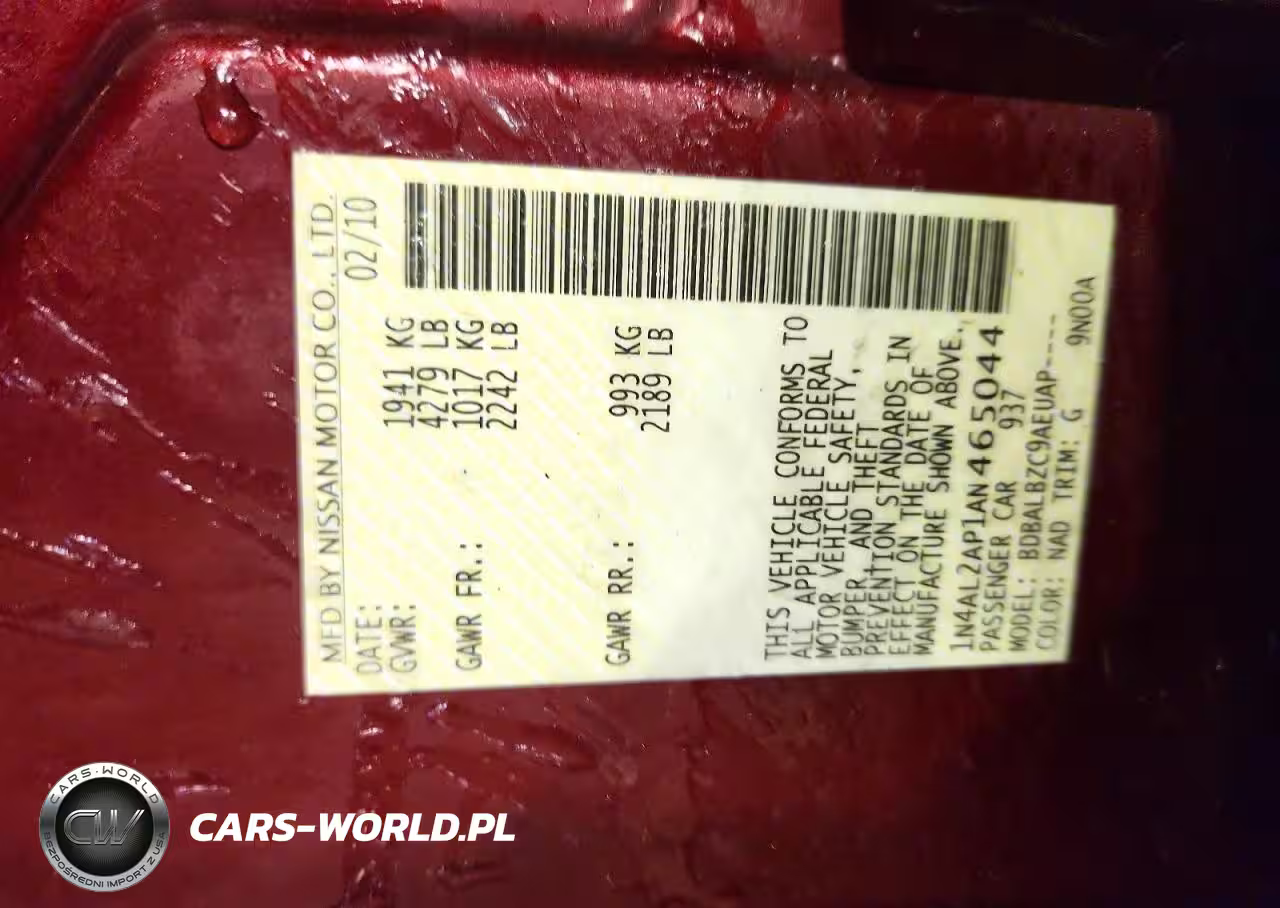 MFD BY NISSAN MOTOR CO., LTD.
DATE: 02/10
GVWR: 1941 KG
4279 LB
GAWR FR.: 1017 KG
2242 LB
GAWR RR.: 993 KG
2189 LB
THIS VEHICLE CONFORMS TO
ALL APPLICABLE FEDERAL
MOTOR VEHICLE SAFETY,
BUMPER, AND THEFT
PREVENTION STANDARDS IN
EFFECT ON THE DATE OF
MANUFACTURE SHOWN ABOVE.
1N4AL2AP1AN465044
PASSENGER CAR 937
MODEL: BDBALBZC9AEUAP----
COLOR: NAD TRIM: G 9N00A
CARS-WORLD
CW
BEZPOŚREDNI IMPORT Z USA
CARS-WORLD.PL